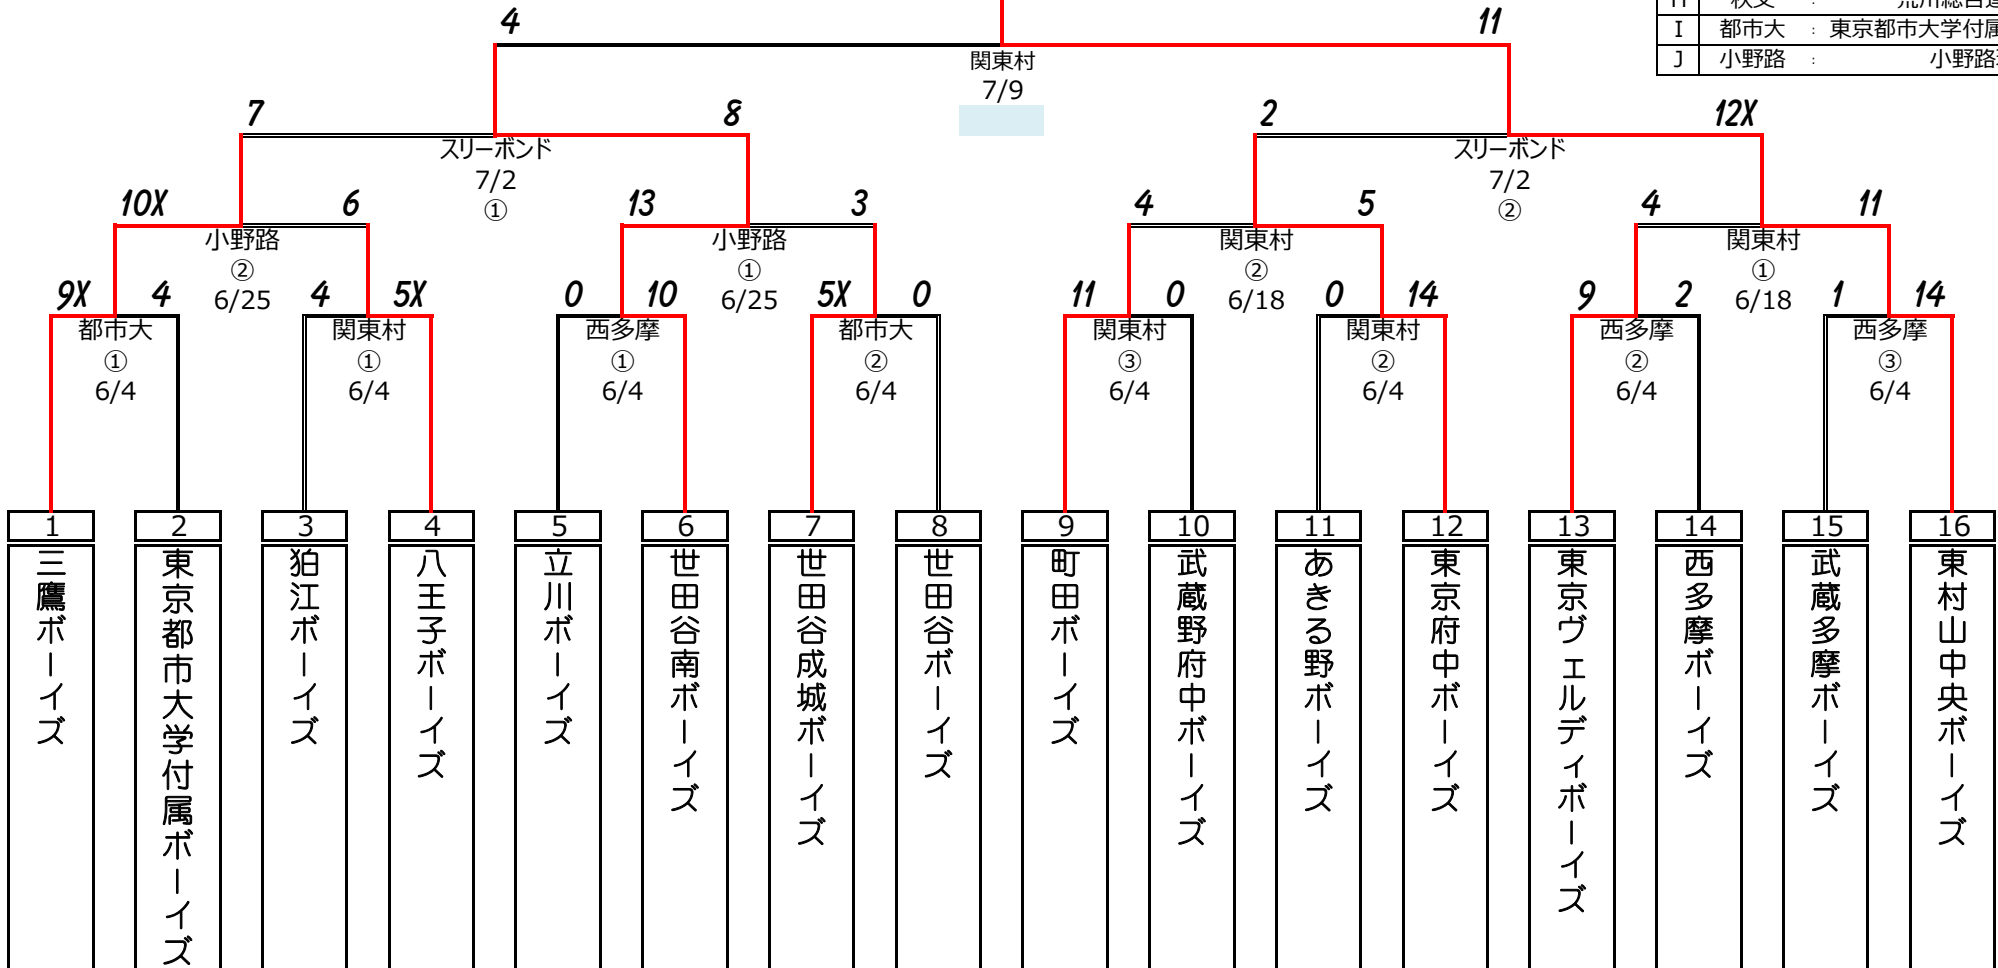 4
11
H 秩父 :
I 都市大 : 東京都市大学付属
J 小野路 : 小野路
関東村
7/9
7
8
2
12X
スリーボンド
7/2
①
スリーボンド
7/2
②
10X
6
13
3
4
5
4
11
小野路
②
6/25
小野路
①
6/25
関東村
②
6/18
関東村
①
6/18
9X
4
4
5X
0
10
5X
0
11
0
0
14
9
2
1
14
都市大
①
6/4
関東村
①
6/4
西多摩
①
6/4
都市大
②
6/4
関東村
③
6/4
関東村
②
6/4
西多摩
②
6/4
西多摩
③
6/4
1
2
3
4
5
6
7
8
9
10
11
12
13
14
15
16
三鷹ボーイズ
東京都市大学付属ボーイズ
狛江ボーイズ
八王子ボーイズ
立川ボーイズ
世田谷南ボーイズ
世田谷成城ボーイズ
世田谷ボーイズ
町田ボーイズ
武蔵野府中ボーイズ
あきる野ボーイズ
東京府中ボーイズ
東京ヴェルディボーイズ
西多摩ボーイズ
武蔵多摩ボーイズ
東村山中央ボーイズ